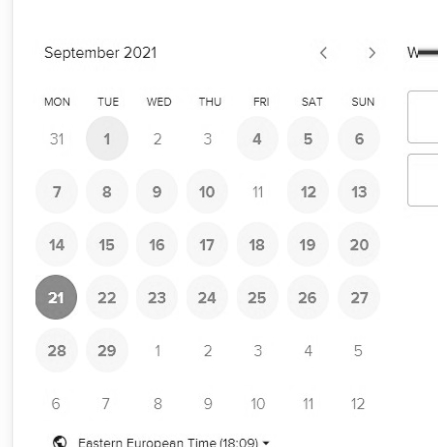 September 2021
MON TUE WED THU FRI SAT SUN
31 1 2 3 4 5 6
7 8 9 10 11 12 13
14 15 16 17 18 19 20
21 22 23 24 25 26 27
28 29 1 2 3 4 5
6 7 8 9 10 11 12
Eastern European Time (18:09)